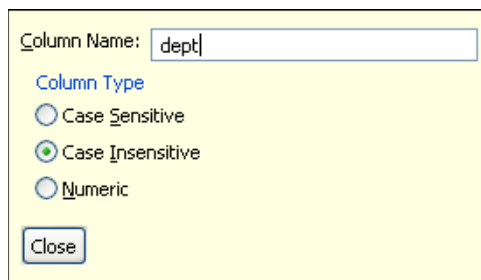 Column Name: dept
Column Type
Case Sensitive
Case Insensitive
Numeric
Close